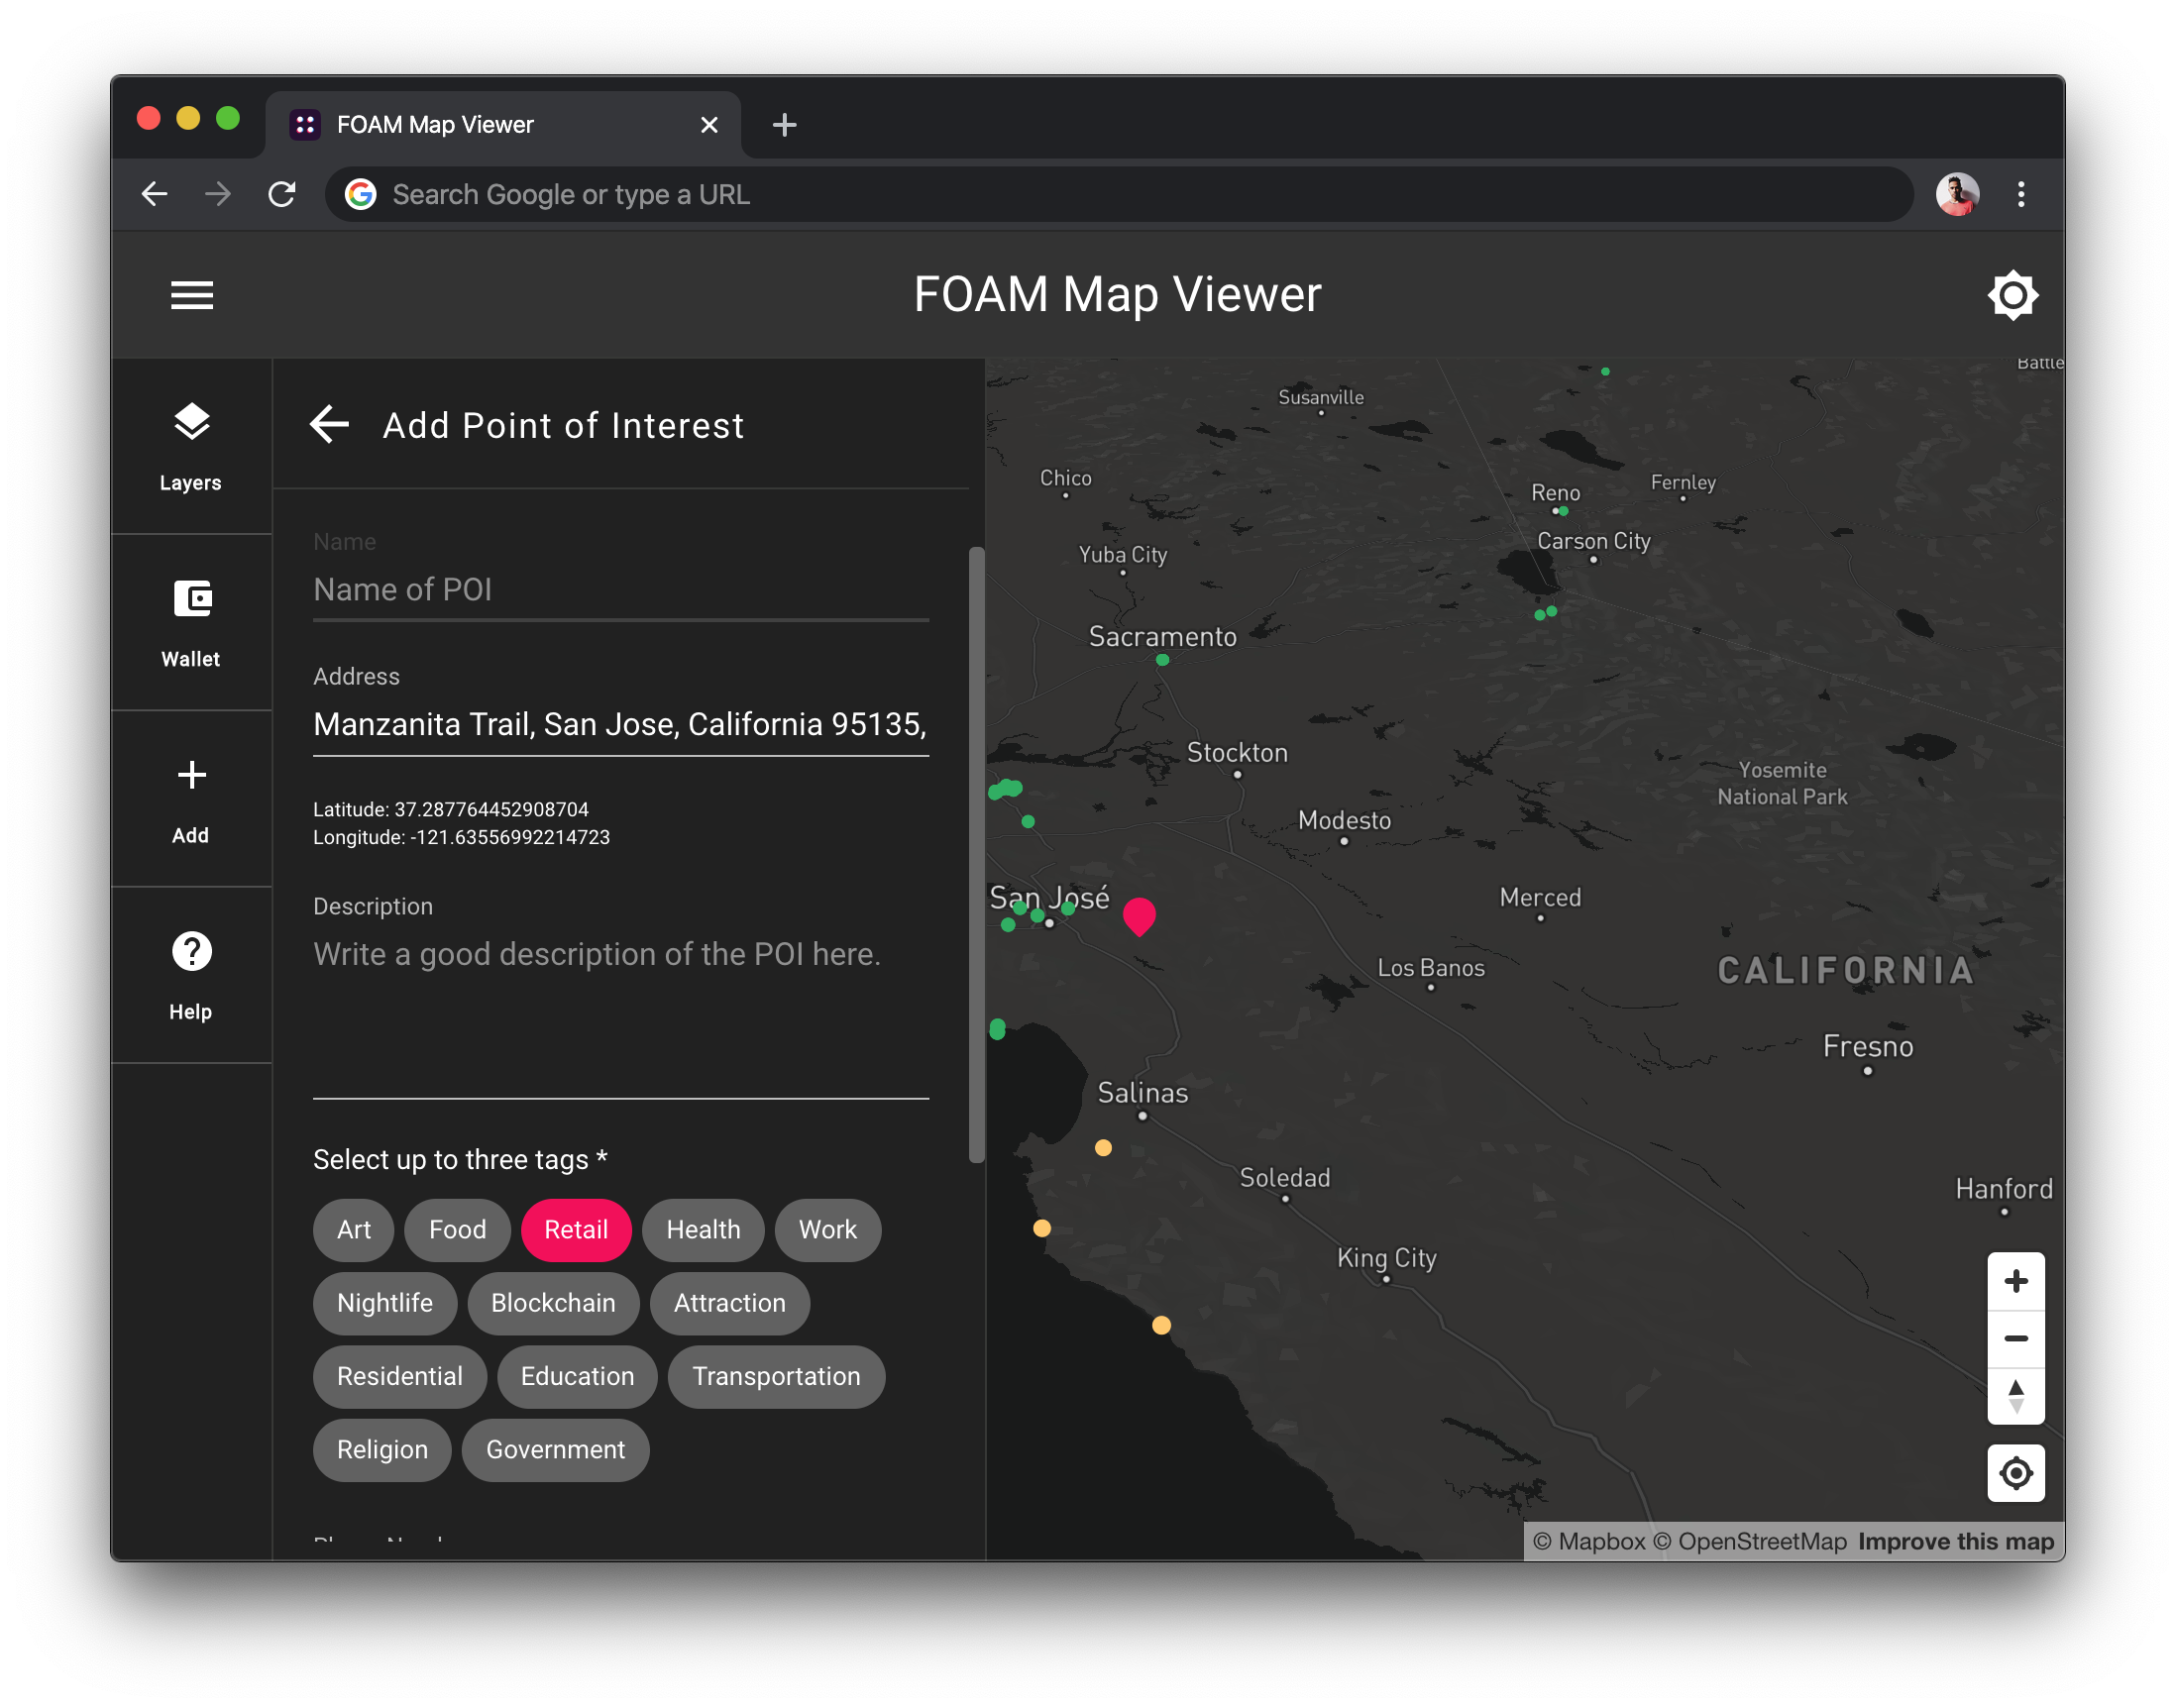 FOAM Map Viewer
Search Google or type a URL
FOAM Map Viewer
Layers
Wallet
Add
Help
Add Point of Interest
Name
Name of POI
Address
Manzanita Trail, San Jose, California 95135,
Latitude: 37.287764452908704
Longitude: -121.63556992214723
Description
Write a good description of the POI here.
Select up to three tags *
Art Food Retail Health Work
Nightlife Blockchain Attraction
Residential Education Transportation
Religion Government
Battle
Susanville
Chico
Reno
Fernley
Carson City
Yuba City
Sacramento
Stockton
Yosemite
National Park
Modesto
San José
Merced
Los Banos
CALIFORNIA
Fresno
Salinas
Soledad
Hanford
King City
© Mapbox © OpenStreetMap Improve this map